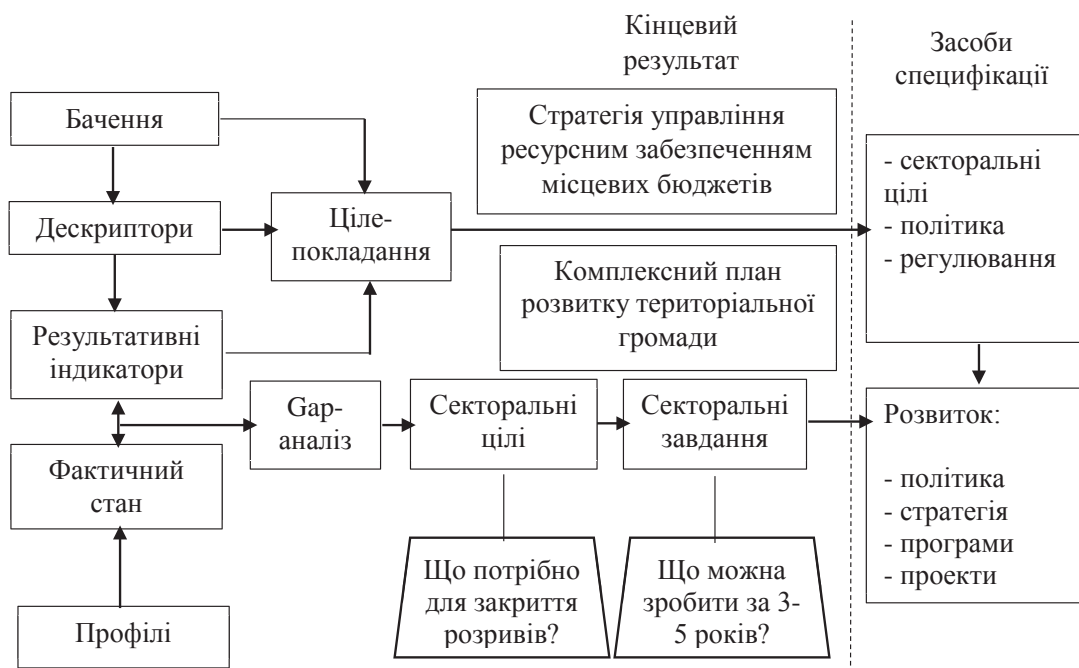 Кінцевий
результат
Засоби
специфікації
Бачення
Стратегія управління
ресурсним забезпеченням
місцевих бюджетів
- секторальні
цілі
- політика
- регулювання
Дескриптори
Ціле-
покладання
Комплексний план
розвитку територіальної
громади
Результативні
індикатори
Gap-
аналіз
Секторальні
цілі
Секторальні
завдання
Розвиток:
- політика
- стратегія
- програми
- проекти
Фактичний
стан
Що потрібно
для закриття
розривів?
Що можна
зробити за 3-
5 років?
Профілі